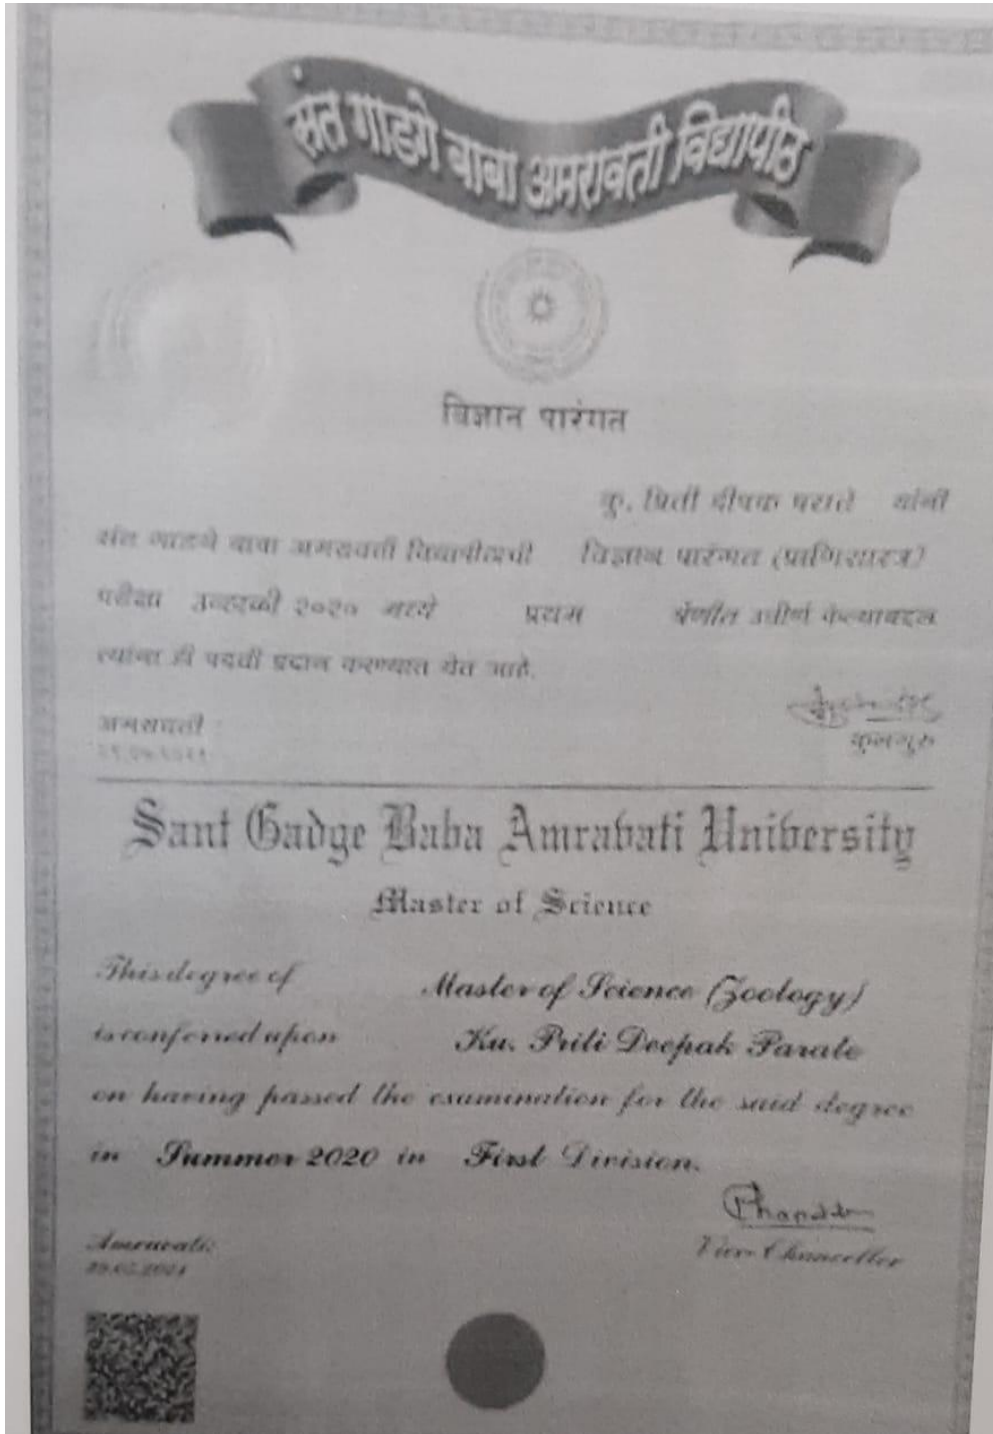 संत गाडगे बाबा अमरावती विद्यापीठ
विज्ञान पारंगत
कु. प्रिती दीपक पराते यांनी
संत गाडगे बाबा अमरावती विद्यापीठाची विज्ञान पारंगत (प्राणिशास्त्र)
परीक्षा उन्हाळी २०२० मध्ये प्रथम श्रेणीत उत्तीर्ण केल्याबद्दल
त्यांना ही पदवी प्रदान करण्यात येत आहे.
अमरावती
कुलगुरु
Sant Gadge Baba Amravati University
Master of Science
This degree of Master of Science (Zoology)
is conferred upon Ku. Priti Deepak Parate
on having passed the examination for the said degree
in Summer 2020 in First Division.
Amravati:
Vice-Chancellor